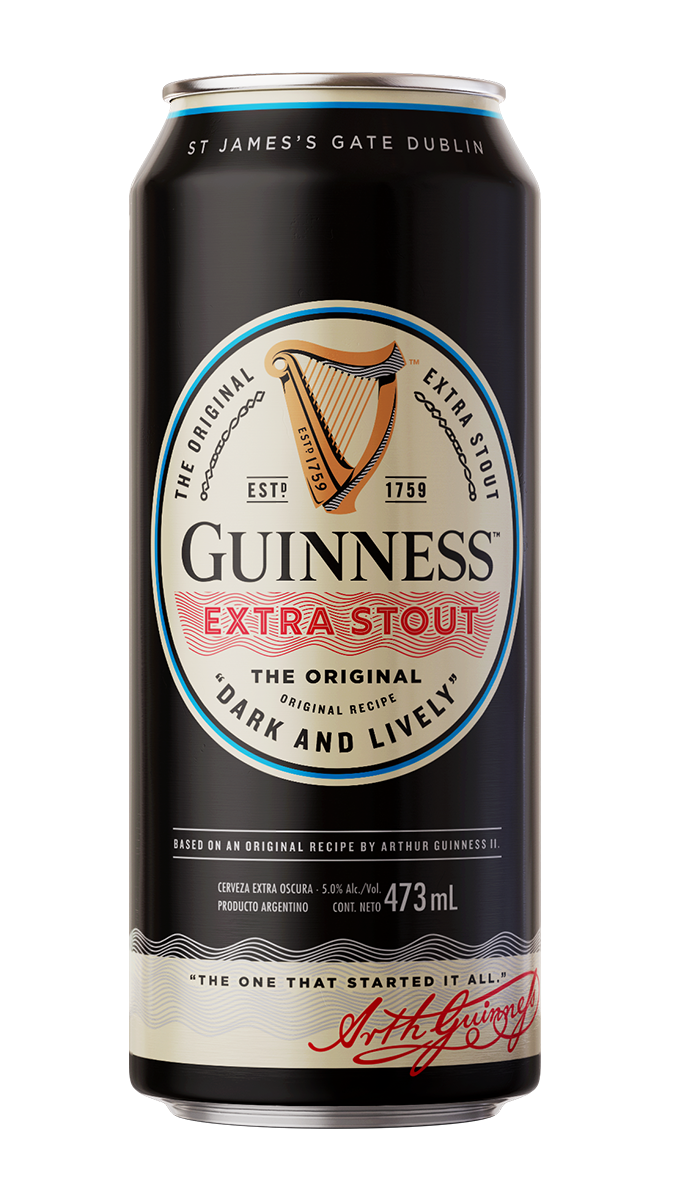 ST JAMES'S GATE DUBLIN
THE ORIGINAL
EXTRA STOUT
™
ESTD 1759
ESTD
1759
GUINNESS™
EXTRA STOUT
THE ORIGINAL
ORIGINAL RECIPE
"DARK AND LIVELY"
BASED ON AN ORIGINAL RECIPE BY ARTHUR GUINNESS II.
CERVEZA EXTRA OSCURA · 5.0% Alc./Vol.
PRODUCTO ARGENTINO CONT. NETO 473 mL
"THE ONE THAT STARTED IT ALL."
Arth Guinness